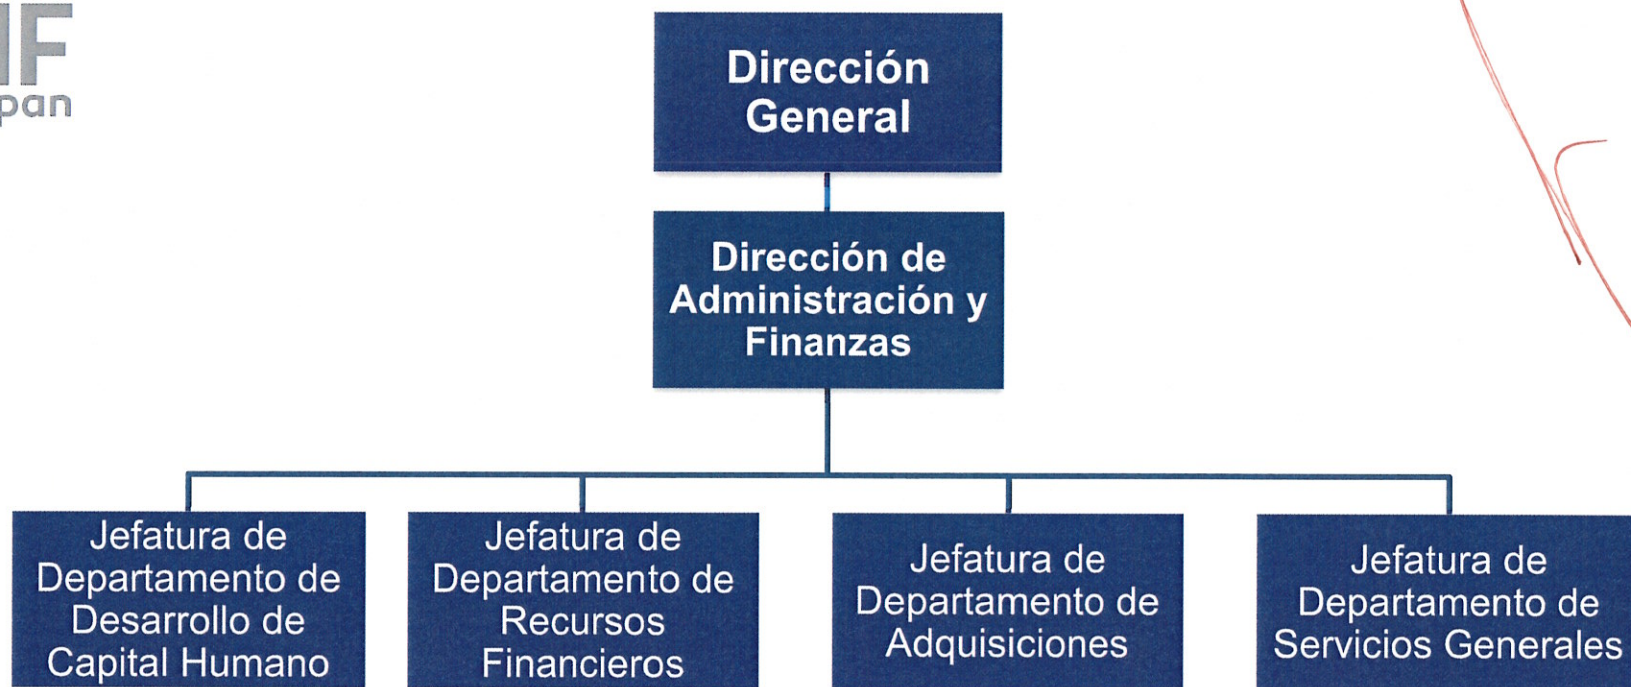 IF
pan
Dirección
General
Dirección de
Administración y
Finanzas
Jefatura de
Departamento de
Desarrollo de
Capital Humano
Jefatura de
Departamento de
Recursos
Financieros
Jefatura de
Departamento de
Adquisiciones
Jefatura de
Departamento de
Servicios Generales